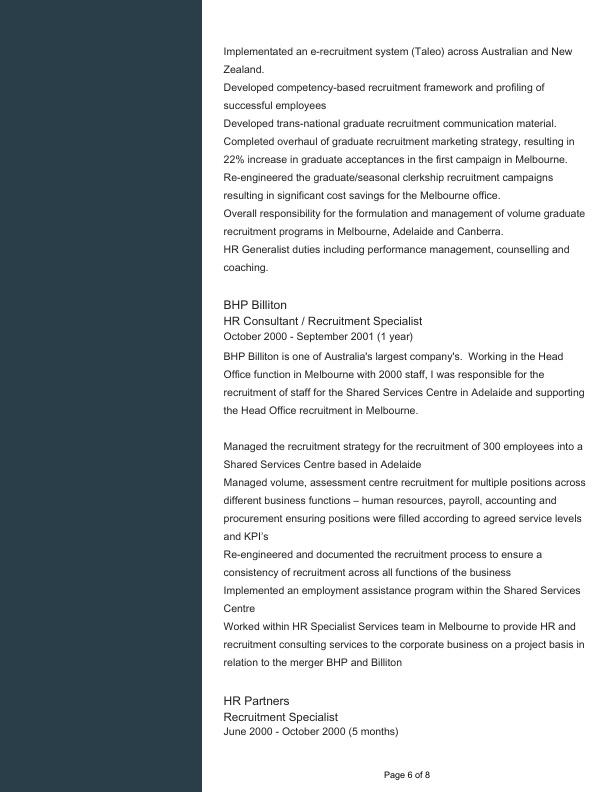 Implementated an e-recruitment system (Taleo) across Australian and New
Zealand.
Developed competency-based recruitment framework and profiling of
successful employees
Developed trans-national graduate recruitment communication material.
Completed overhaul of graduate recruitment marketing strategy, resulting in
22% increase in graduate acceptances in the first campaign in Melbourne.
Re-engineered the graduate/seasonal clerkship recruitment campaigns
resulting in significant cost savings for the Melbourne office.
Overall responsibility for the formulation and management of volume graduate
recruitment programs in Melbourne, Adelaide and Canberra.
HR Generalist duties including performance management, counselling and
coaching.
BHP Billiton
HR Consultant / Recruitment Specialist
October 2000 - September 2001 (1 year)
BHP Billiton is one of Australia's largest company's.  Working in the Head
Office function in Melbourne with 2000 staff, I was responsible for the
recruitment of staff for the Shared Services Centre in Adelaide and supporting
the Head Office recruitment in Melbourne.
Managed the recruitment strategy for the recruitment of 300 employees into a
Shared Services Centre based in Adelaide
Managed volume, assessment centre recruitment for multiple positions across
different business functions – human resources, payroll, accounting and
procurement ensuring positions were filled according to agreed service levels
and KPI's
Re-engineered and documented the recruitment process to ensure a
consistency of recruitment across all functions of the business
Implemented an employment assistance program within the Shared Services
Centre
Worked within HR Specialist Services team in Melbourne to provide HR and
recruitment consulting services to the corporate business on a project basis in
relation to the merger BHP and Billiton
HR Partners
Recruitment Specialist
June 2000 - October 2000 (5 months)
Page 6 of 8